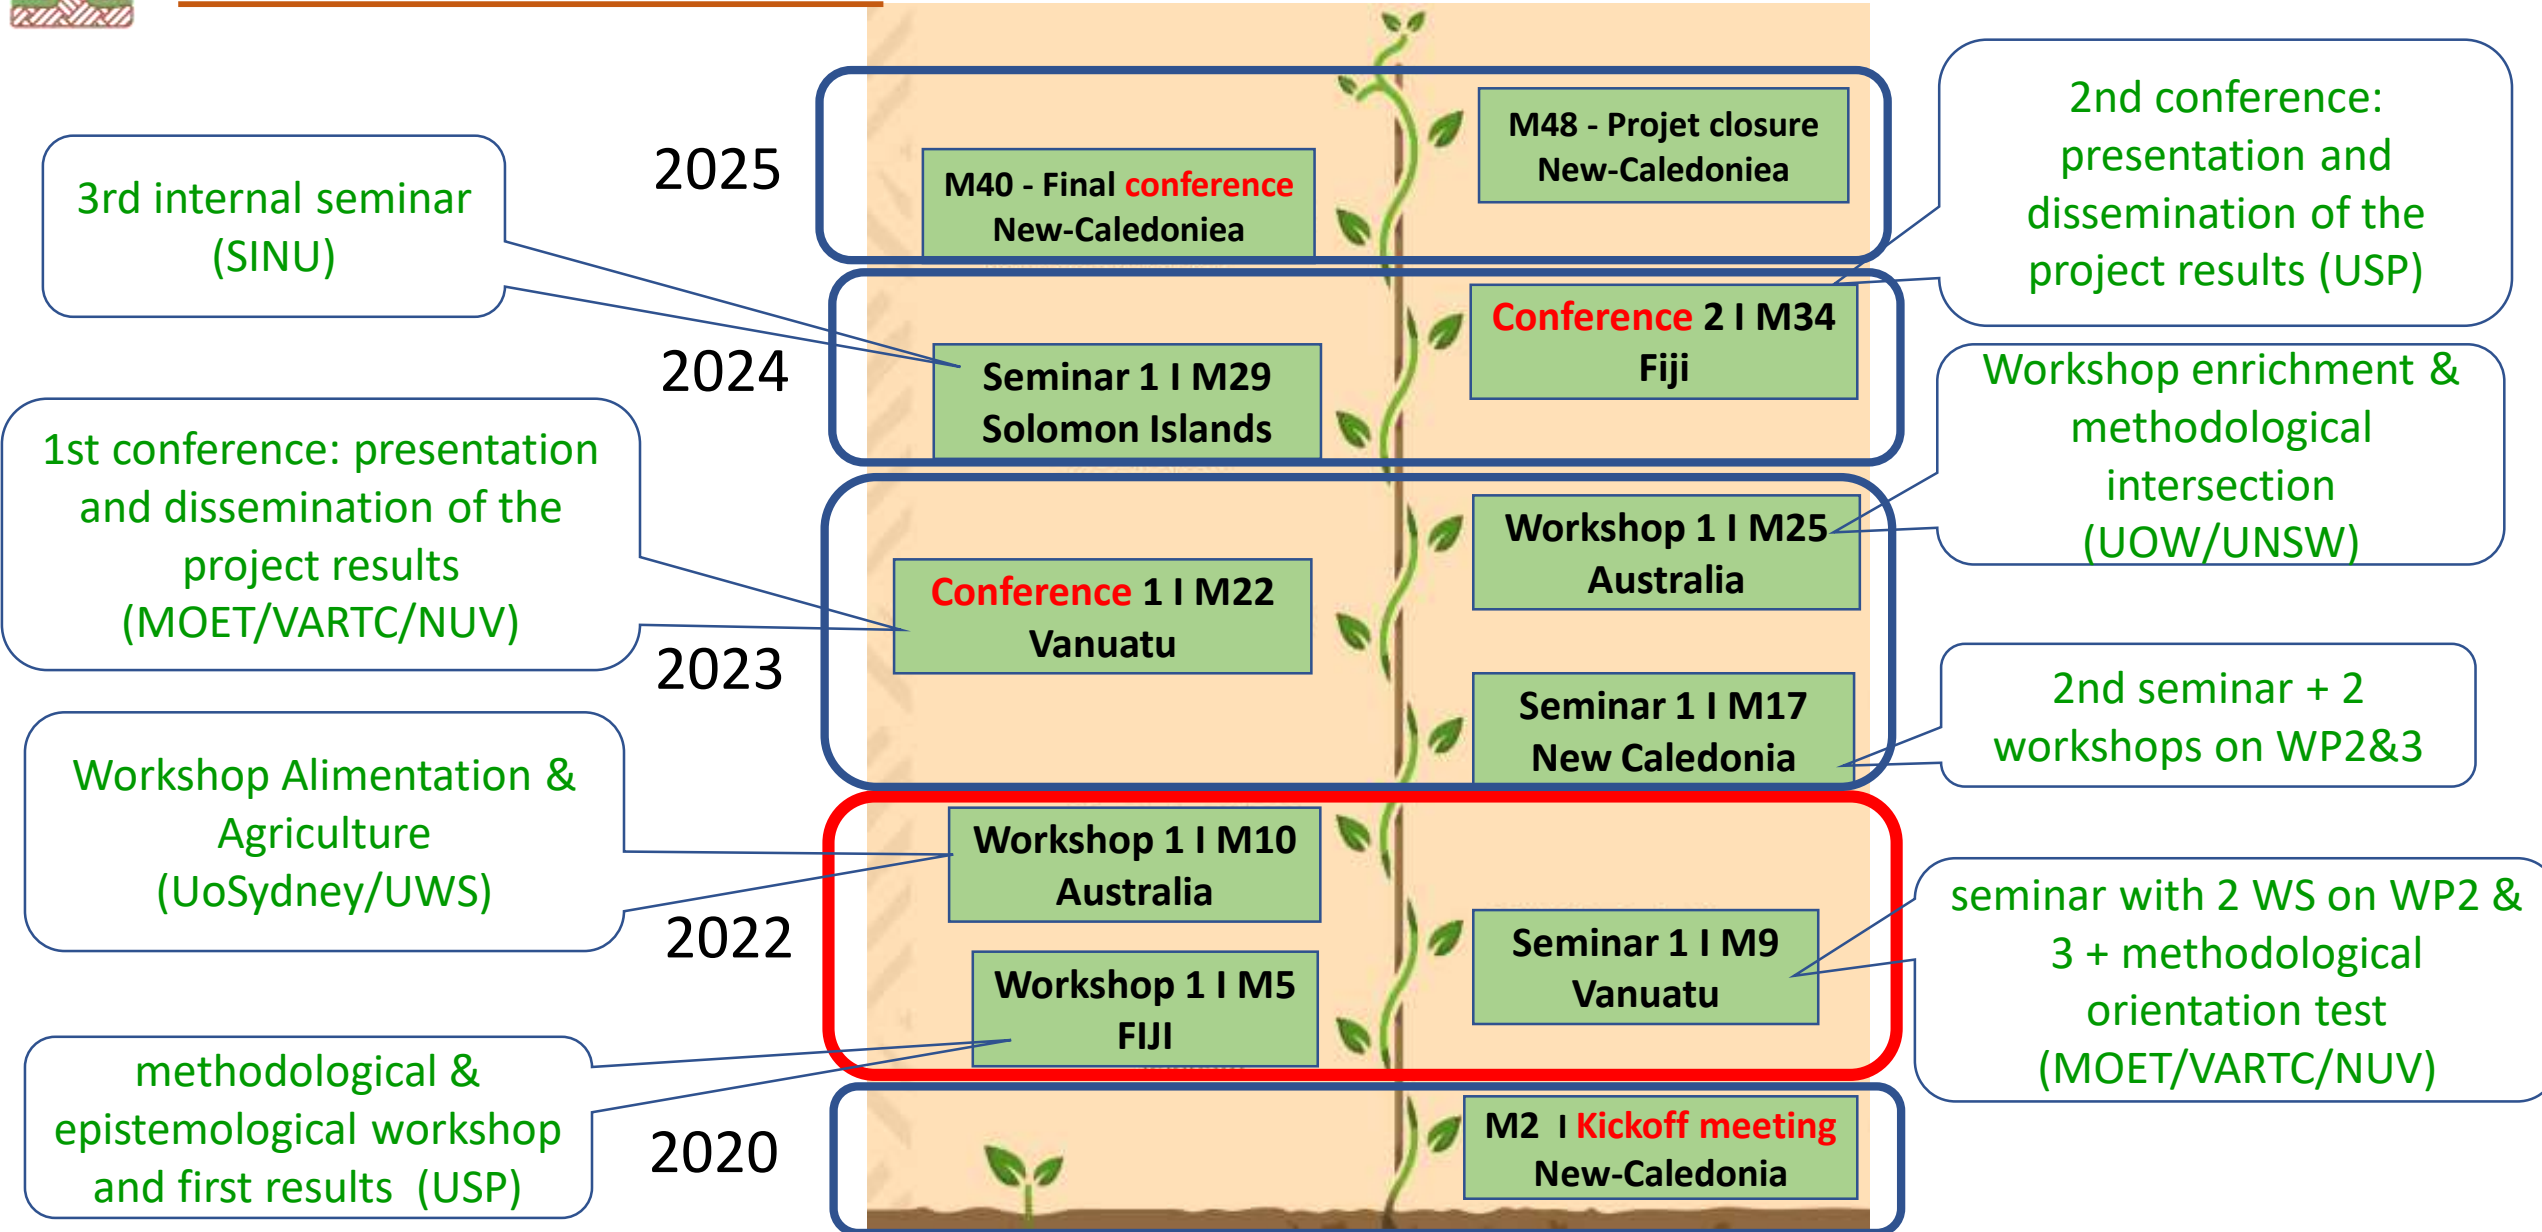 2025
M48 - Projet closure
New-Caledoniea
M40 - Final conference
New-Caledoniea
2nd conference:
presentation and
dissemination of the
project results (USP)
3rd internal seminar
(SINU)
2024
Conference 2 I M34
Fiji
Seminar 1 I M29
Solomon Islands
Workshop enrichment &
methodological
intersection
(UOW/UNSW)
1st conference: presentation
and dissemination of the
project results
(MOET/VARTC/NUV)
2023
Workshop 1 I M25
Australia
Conference 1 I M22
Vanuatu
Seminar 1 I M17
New Caledonia
2nd seminar + 2
workshops on WP2&3
Workshop Alimentation &
Agriculture
(UoSydney/UWS)
2022
Workshop 1 I M10
Australia
Seminar 1 I M9
Vanuatu
Workshop 1 I M5
FIJI
seminar with 2 WS on WP2 &
3 + methodological
orientation test
(MOET/VARTC/NUV)
methodological &
epistemological workshop
and first results (USP)
2020
M2 I Kickoff meeting
New-Caledonia